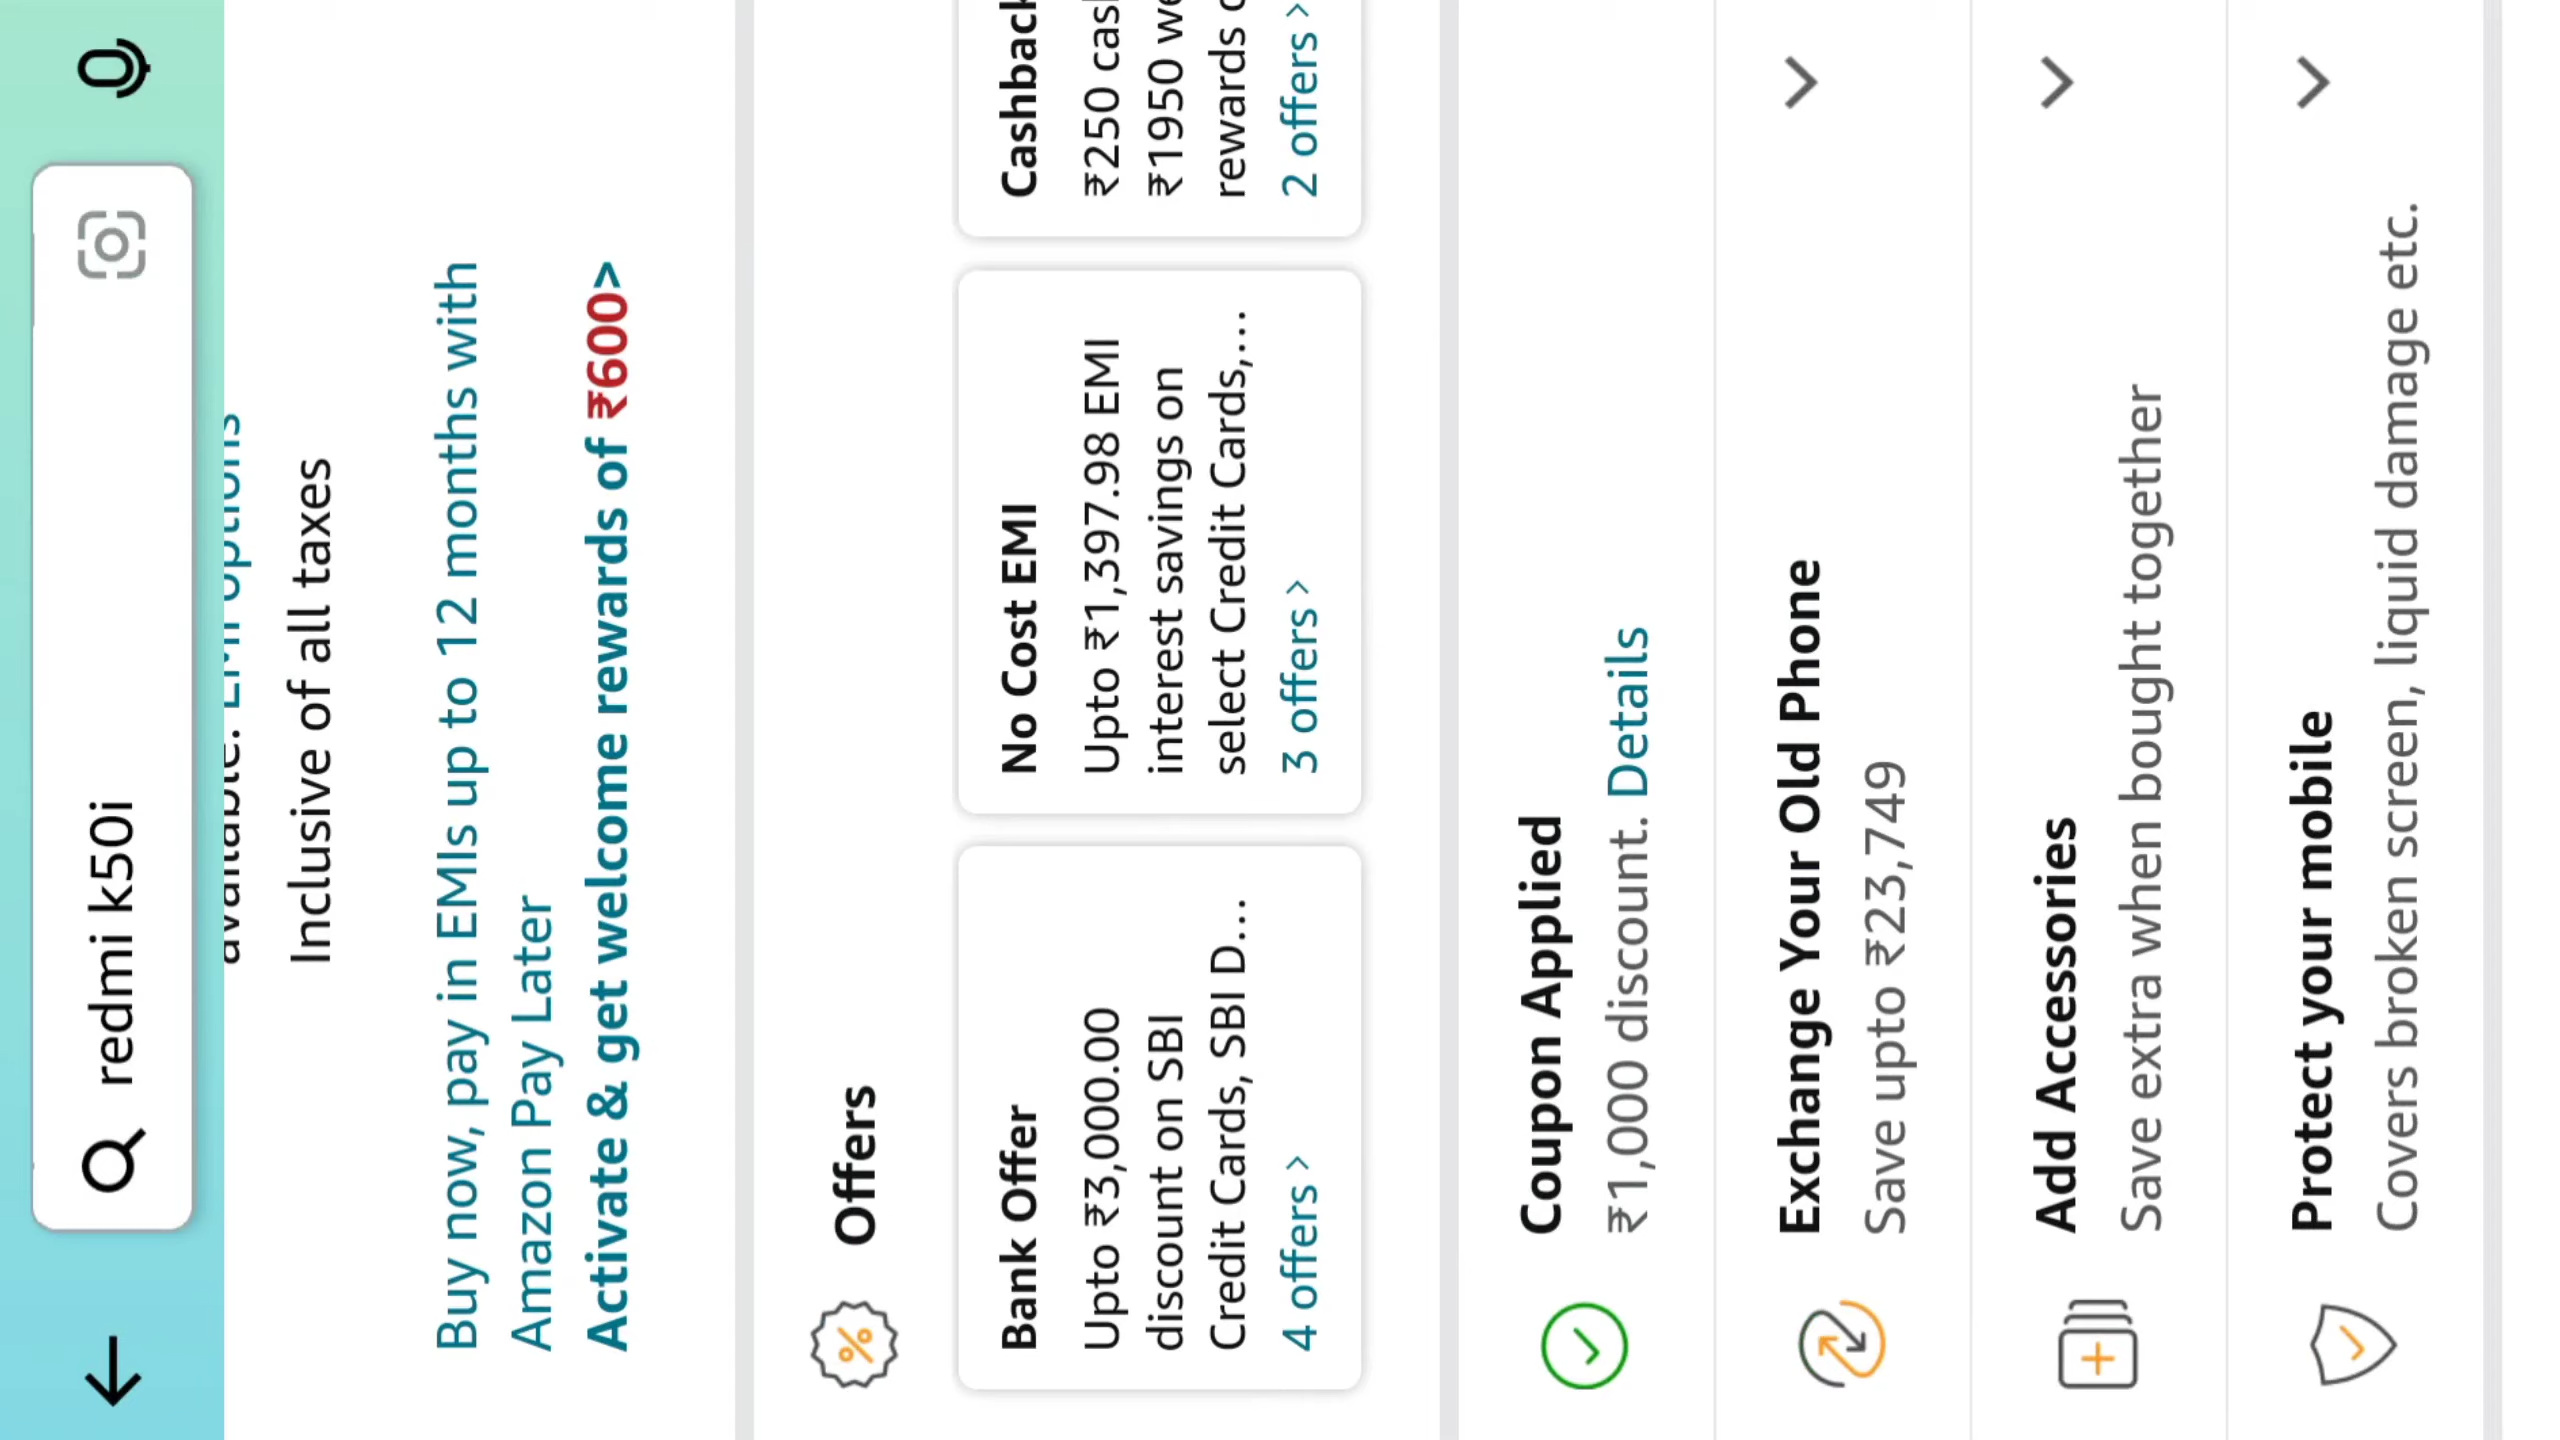 redmi k50i
available. EMI options
Inclusive of all taxes
Buy now, pay in EMIs up to 12 months with
Amazon Pay Later
Activate & get welcome rewards of ₹600>
Offers
Bank Offer
Upto ₹3,000.00
discount on SBI
Credit Cards, SBI D...
4 offers >
No Cost EMI
Upto ₹1,397.98 EMI
interest savings on
select Credit Cards,...
3 offers >
Cashback
₹250 cas
₹1950 we
rewards
2 offers >
Coupon Applied
₹1,000 discount. Details
Exchange Your Old Phone
Save upto ₹23,749
Add Accessories
Save extra when bought together
Protect your mobile
Covers broken screen, liquid damage etc.